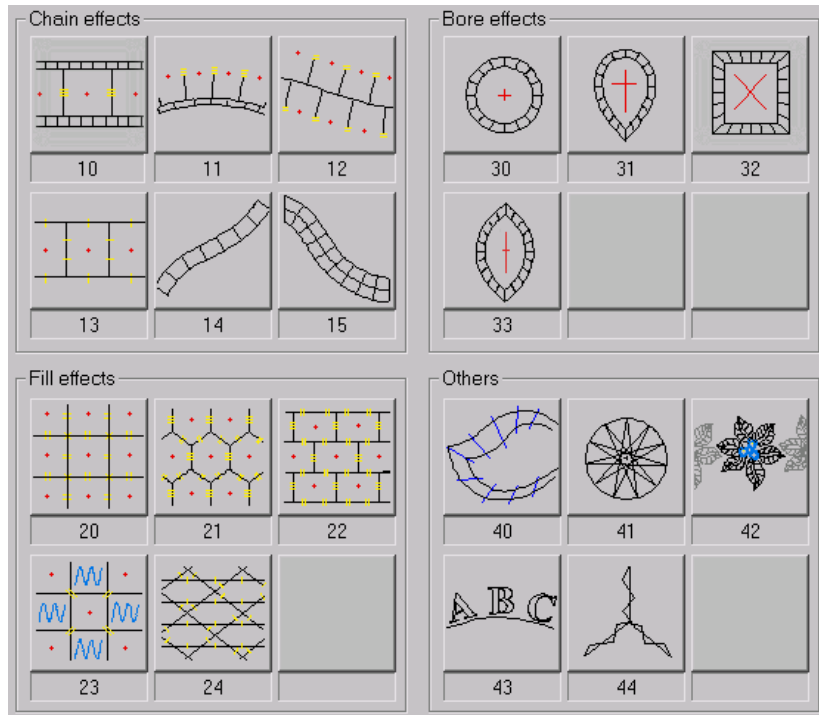 Chain effects
10 11 12
13 14 15
Bore effects
30 31 32
33
Fill effects
20 21 22
23 24
Others
40 41 42
A B C
43 44